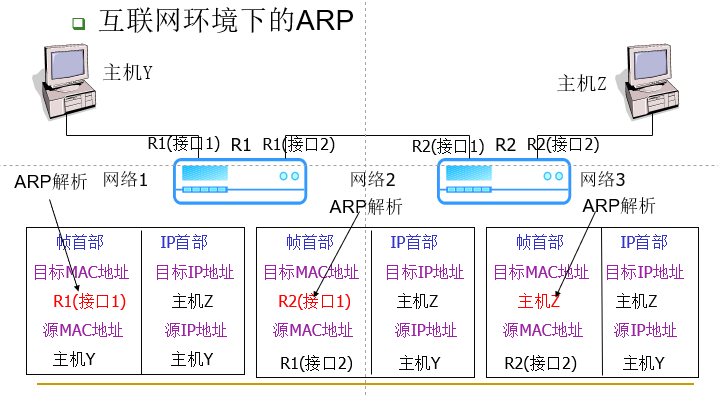 互联网环境下的ARP
主机Y
主机Z
R1(接口1) R1 R1(接口2)
R2(接口1) R2 R2(接口2)
ARP解析
网络1
网络2
网络3
ARP解析
ARP解析
帧首部 IP首部
目标MAC地址 目标IP地址
R1(接口1) 主机Z
源MAC地址 源IP地址
主机Y 主机Y
帧首部 IP首部
目标MAC地址 目标IP地址
R2(接口1) 主机Z
源MAC地址 源IP地址
R1(接口2) 主机Y
帧首部 IP首部
目标MAC地址 目标IP地址
主机Z 主机Z
源MAC地址 源IP地址
R2(接口2) 主机Y